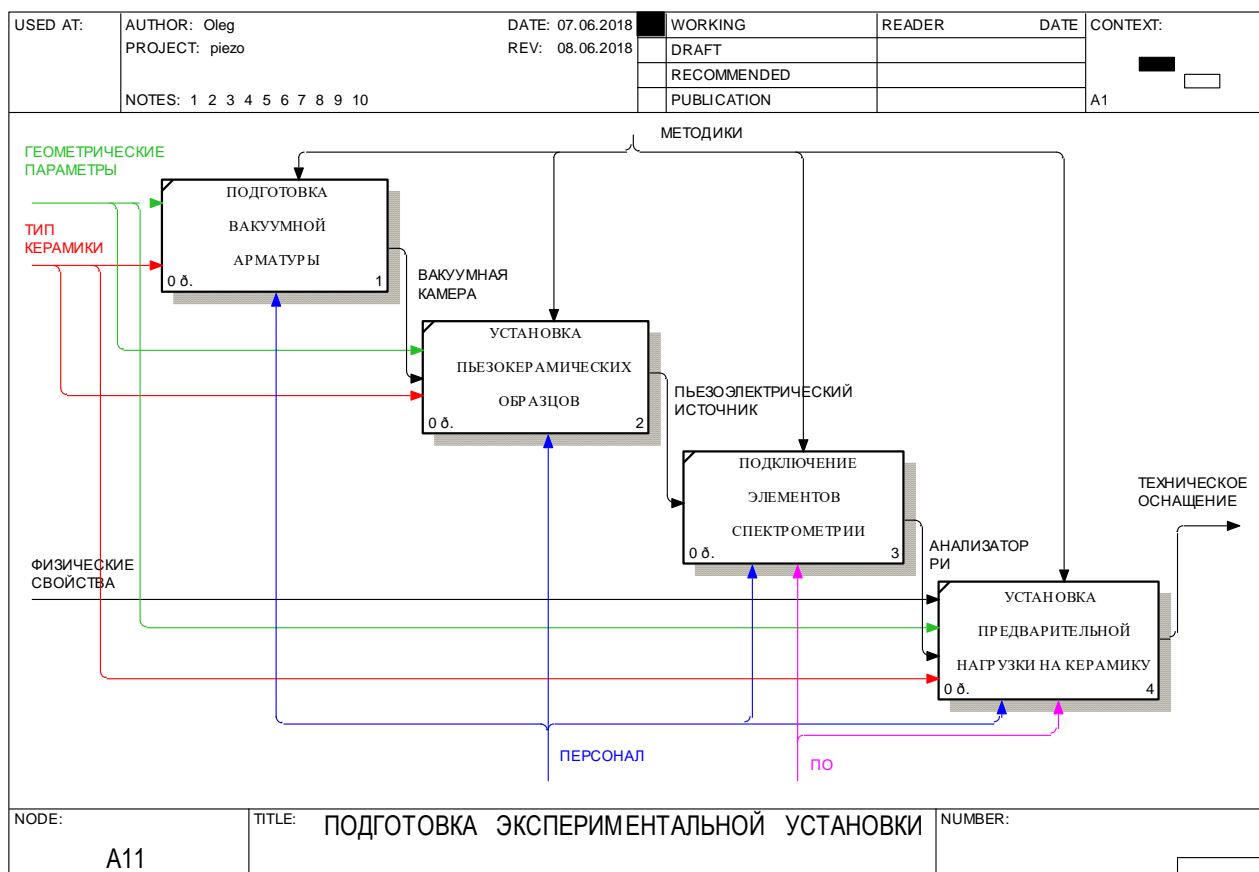 USED AT:
AUTHOR: Oleg
DATE: 07.06.2018
WORKING
READER
DATE
CONTEXT:
PROJECT: piezo
REV: 08.06.2018
DRAFT
RECOMMENDED
NOTES: 1 2 3 4 5 6 7 8 9 10
PUBLICATION
A1
МЕТОДИКИ
ГЕОМЕТРИЧЕСКИЕ
ПАРАМЕТРЫ
ТИП
КЕРАМИКИ
ПОДГОТОВКА
ВАКУУМНОЙ
АРМАТУРЫ
0 ð.
1
ВАКУУМНАЯ
КАМЕРА
УСТАНОВКА
ПЬЕЗОКЕРАМИЧЕСКИХ
ОБРАЗЦОВ
0 ð.
2
ПЬЕЗОЭЛЕКТРИЧЕСКИЙ
ИСТОЧНИК
ПОДКЛЮЧЕНИЕ
ЭЛЕМЕНТОВ
СПЕКТРОМЕТРИИ
0 ð.
3
ТЕХНИЧЕСКОЕ
ОСНАЩЕНИЕ
АНАЛИЗАТОР
РИ
ФИЗИЧЕСКИЕ
СВОЙСТВА
УСТАНОВКА
ПРЕДВАРИТЕЛЬНОЙ
НАГРУЗКИ НА КЕРАМИКУ
0 ð.
4
ПЕРСОНАЛ
ПО
NODE:
A11
TITLE: ПОДГОТОВКА ЭКСПЕРИМЕНТАЛЬНОЙ УСТАНОВКИ
NUMBER: